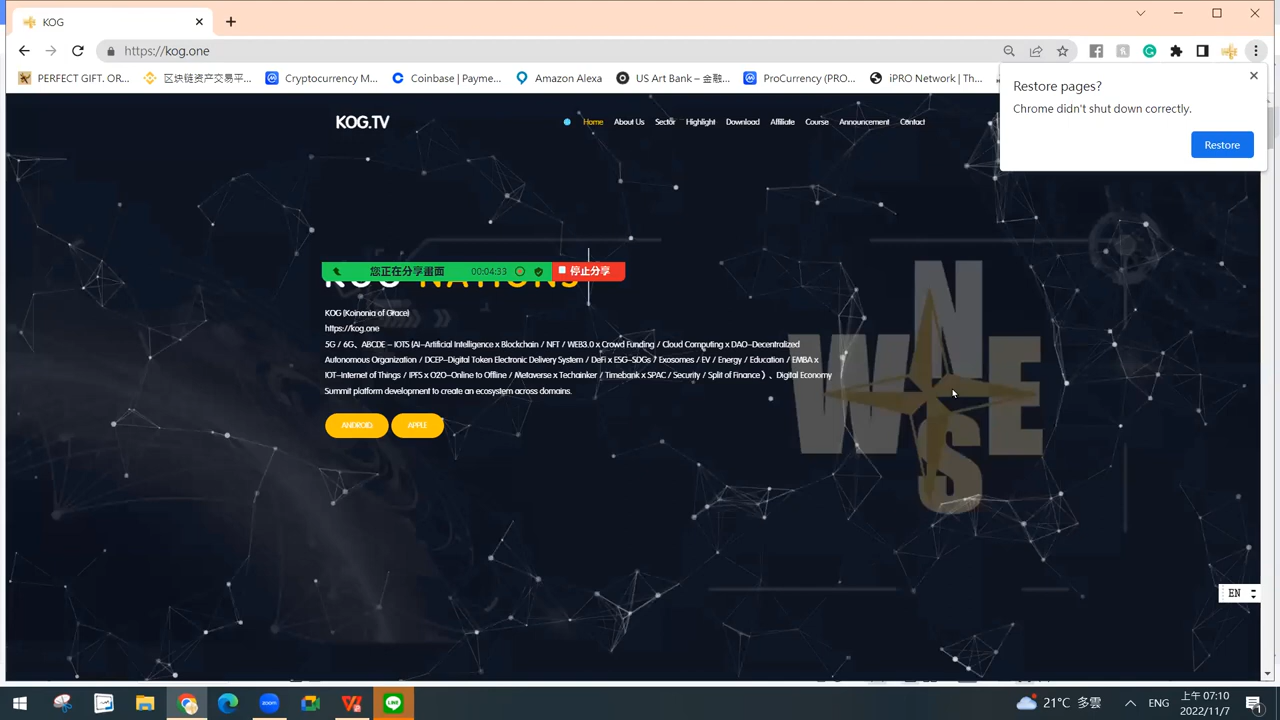 KOG
https://kog.one
PERFECT GIFT. OR...
区块链资产交易平...
Cryptocurrency M...
Coinbase | Payme...
Amazon Alexa
US Art Bank – 金融...
ProCurrency (PRO...
iPRO Network | Th...
Restore pages?
Chrome didn't shut down correctly.
Restore
KOG.TV
Home
About Us
Sector
Highlight
Download
Affiliate
Course
Announcement
Contact
您正在分享畫面
00:04:33
停止分享
KOG NATIONS
KOG (Koinonia of Grace)
https://kog.one
5G / 6G、ABCDE – IOTS (AI–Artificial Intelligence x Blockchain / NFT / WEB3.0 x Crowd Funding / Cloud Computing x DAO–Decentralized
Autonomous Organization / DCEP–Digital Token Electronic Delivery System / DeFi x ESG–SDGs / Exosomes / EV / Energy / Education / EMBA x
IOT–Internet of Things / IPFS x O2O–Online to Offline / Metaverse x Techainker / Timebank x SPAC / Security / Split of Finance）、Digital Economy
Summit platform development to create an ecosystem across domains.
ANDROID
APPLE
N
W E
S
EN
zoom
LINE
21°C 多雲
ENG
上午 07:10
2022/11/7
1